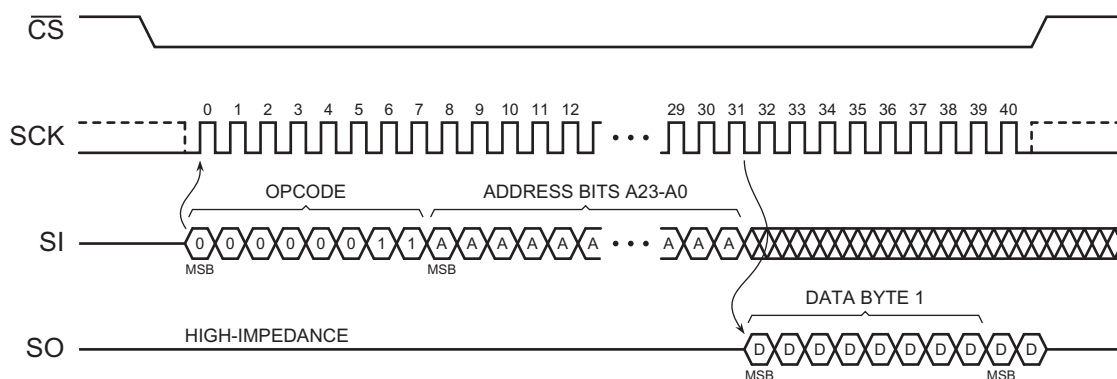 C̅S̅
0 1 2 3 4 5 6 7 8 9 10 11 12 29 30 31 32 33 34 35 36 37 38 39 40
SCK
OPCODE ADDRESS BITS A23-A0
SI 0 0 0 0 0 0 1 1 A A A A A A A A A
MSB MSB
DATA BYTE 1
HIGH-IMPEDANCE
SO D D D D D D D D D D
MSB MSB